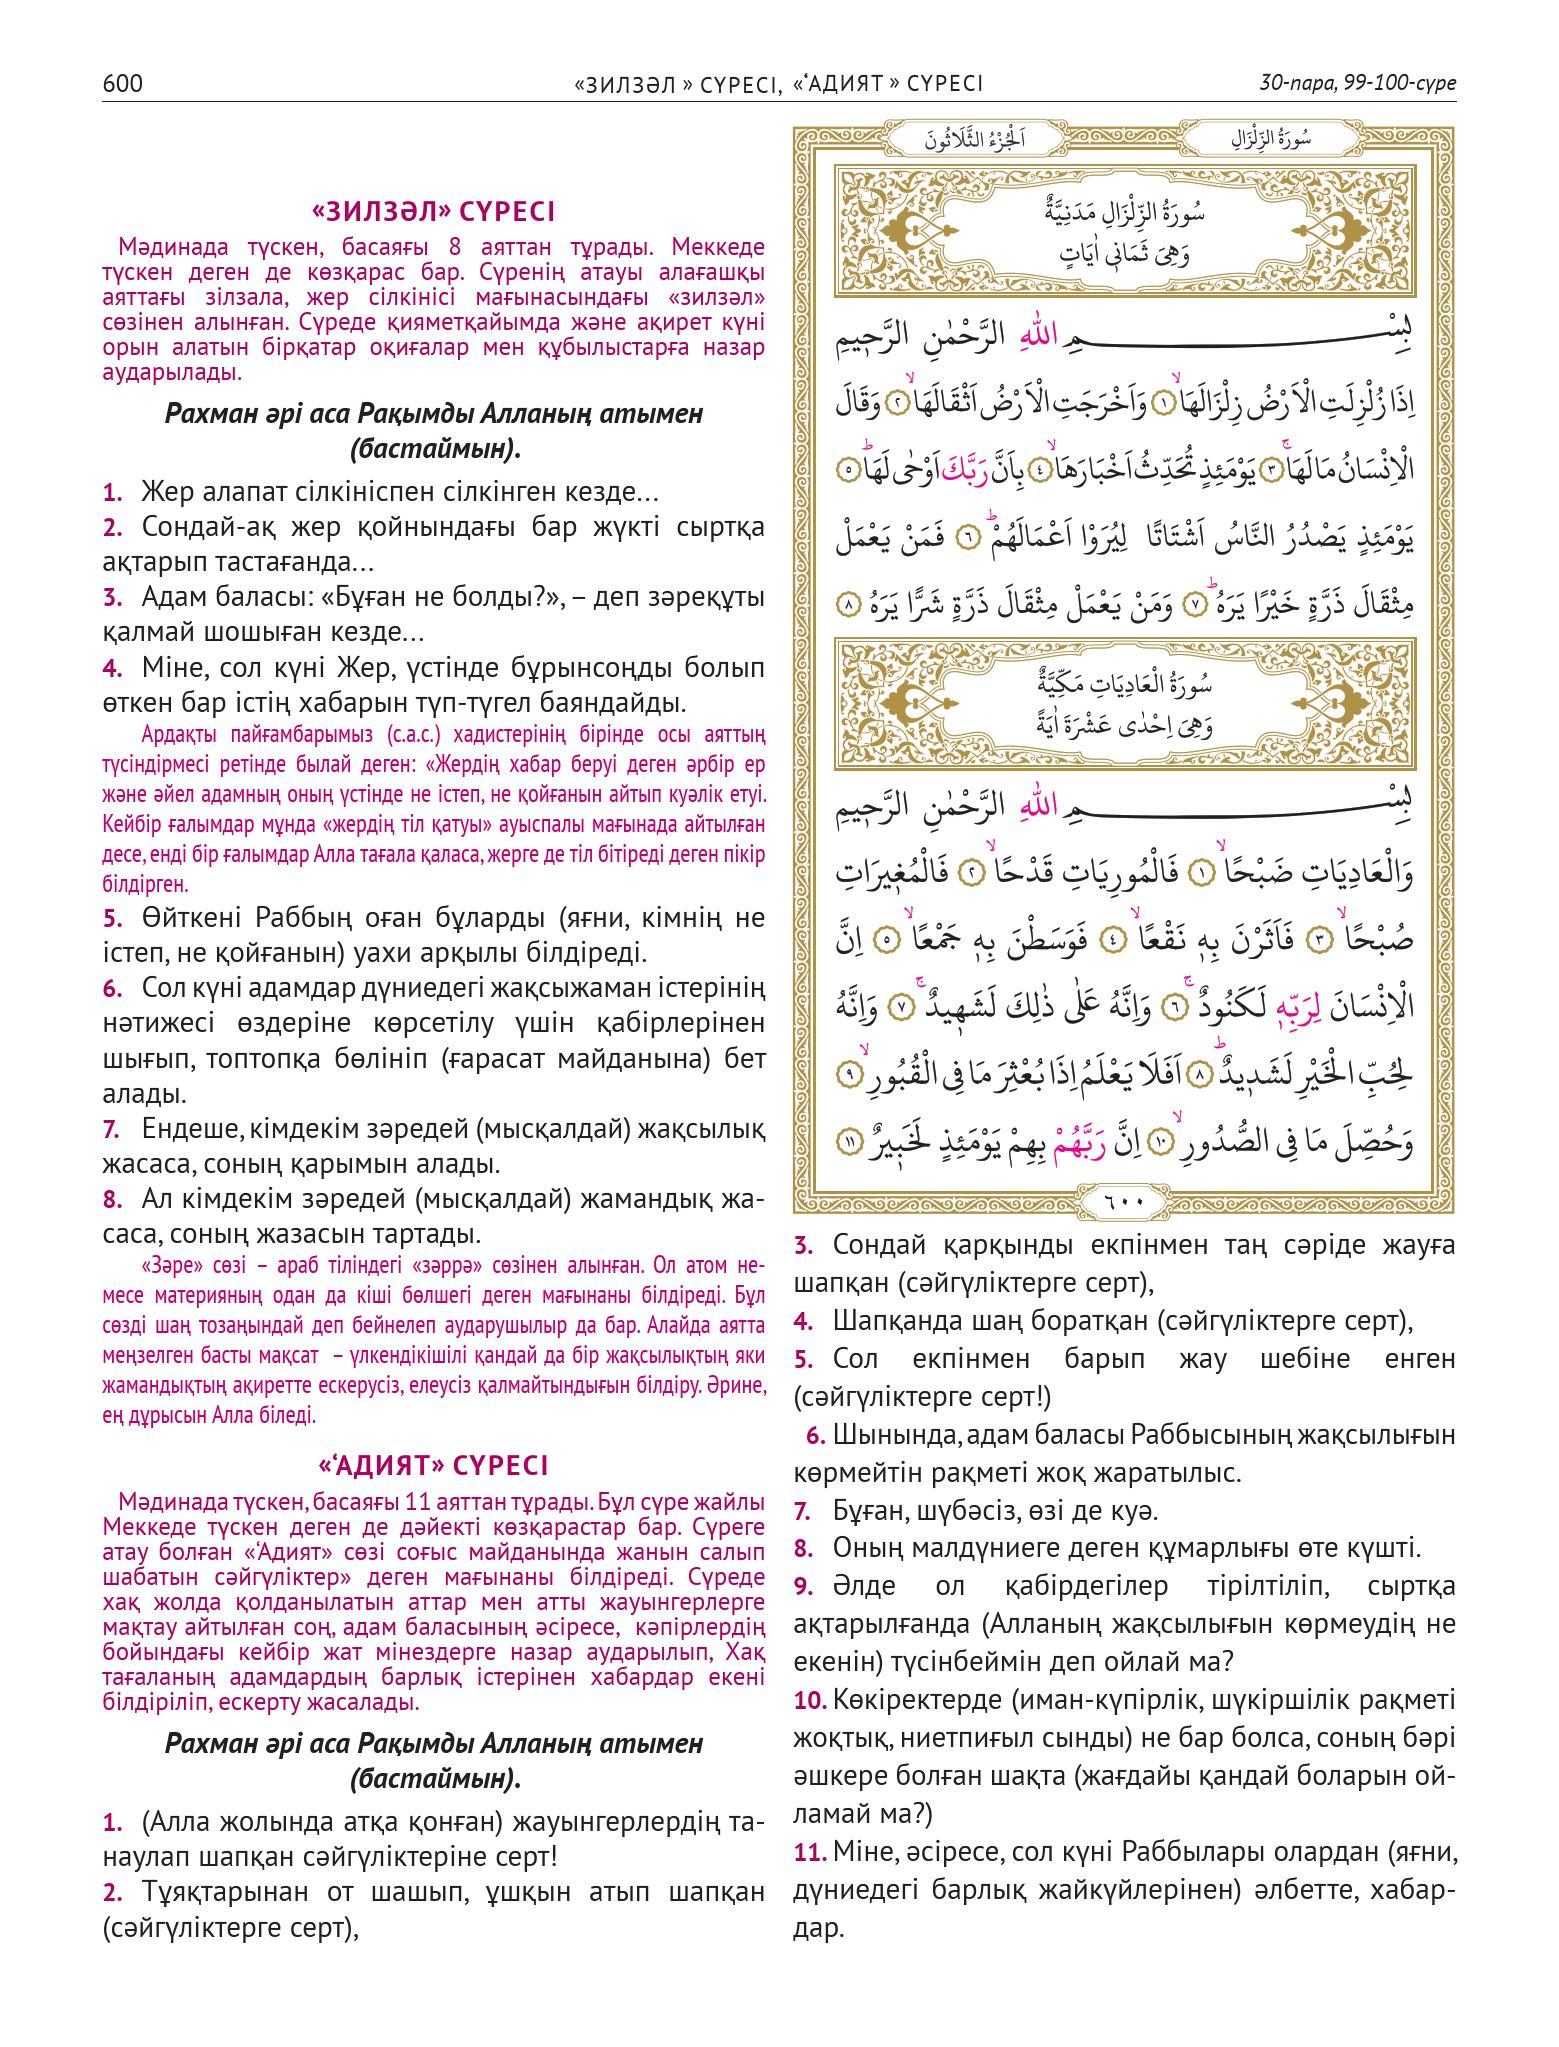 600
«ЗИЛЗӘЛ » СҮРЕСІ, «‘АДИЯТ » СҮРЕСІ
30-пара, 99-100-сүре
«ЗИЛЗӘЛ» СҮРЕСІ
Мәдинада түскен, басаяғы 8 аяттан тұрады. Меккеде
түскен деген де көзқарас бар. Сүренің атауы алағашқы
аяттағы зілзала, жер сілкінісі мағынасындағы «зилзәл»
сөзінен алынған. Сүреде қияметқайымда және ақирет күні
орын алатын бірқатар оқиғалар мен құбылыстарға назар
аударылады.
Рахман әрі аса Рақымды Алланың атымен
(бастаймын).
1. Жер алапат сілкініспен сілкінген кезде...
2. Сондай-ақ жер қойнындағы бар жүкті сыртқа
ақтарып тастағанда...
3. Адам баласы: «Бұған не болды?», – деп зәреқұты
қалмай шошыған кезде...
4. Міне, сол күні Жер, үстінде бұрынсоңды болып
өткен бар істің хабарын түп-түгел баяндайды.
Ардақты пайғамбарымыз (с.а.с.) хадистерінің бірінде осы аяттың
түсіндірмесі ретінде былай деген: «Жердің хабар беруі деген әрбір ер
және әйел адамның оның үстінде не істеп, не қойғанын айтып куәлік етуі.
Кейбір ғалымдар мұнда «жердің тіл қатуы» ауыспалы мағынада айтылған
десе, енді бір ғалымдар Алла тағала қаласа, жерге де тіл бітіреді деген пікір
білдірген.
5. Өйткені Раббың оған бұларды (яғни, кімнің не
істеп, не қойғанын) уахи арқылы білдіреді.
6. Сол күні адамдар дүниедегі жақсыжаман істерінің
нәтижесі өздеріне көрсетілу үшін қабірлерінен
шығып, топтопқа бөлініп (ғарасат майданына) бет
алады.
7. Ендеше, кімдекім зәредей (мысқалдай) жақсылық
жасаса, соның қарымын алады.
8. Ал кімдекім зәредей (мысқалдай) жамандық жа-
саса, соның жазасын тартады.
«Зәре» сөзі – араб тіліндегі «зәррә» сөзінен алынған. Ол атом не-
месе материяның одан да кіші бөлшегі деген мағынаны білдіреді. Бұл
сөзді шаң тозаңындай деп бейнелеп аударушылыр да бар. Алайда аятта
меңзелген басты мақсат – үлкендікішілі қандай да бір жақсылықтың яки
жамандықтың ақиретте ескерусіз, елеусіз қалмайтындығын білдіру. Әрине,
ең дұрысын Алла біледі.
«‘АДИЯТ» СҮРЕСІ
Мәдинада түскен, басаяғы 11 аяттан тұрады. Бұл сүре жайлы
Меккеде түскен деген де дәйекті көзқарастар бар. Сүреге
атау болған «‘Адият» сөзі соғыс майданында жанын салып
шабатын сәйгүліктер» деген мағынаны білдіреді. Сүреде
хақ жолда қолданылатын аттар мен атты жауынгерлерге
мақтау айтылған соң, адам баласының әсіресе, кәпірлердің
бойындағы кейбір жат мінездерге назар аударылып, Хақ
тағаланың адамдардың барлық істерінен хабардар екені
білдіріліп, ескерту жасалады.
Рахман әрі аса Рақымды Алланың атымен
(бастаймын).
1. (Алла жолында атқа қонған) жауынгерлердің та-
наулап шапқан сәйгүліктеріне серт!
2. Тұяқтарынан от шашып, ұшқын атып шапқан
(сәйгүліктерге серт),
سُورَةُ الزِّلْزَالِ
اَلْجُزْءُ الثَّلَاثُونَ
سُورَةُ الزِّلْزَالِ مَدَنِيَّةٌ
وَهِىَ ثَمَانِى اٰيَاتٍ
بِسْمِ اللّٰهِ الرَّحْمٰنِ الرَّحِيمِ
اِذَا زُلْزِلَتِ الْاَرْضُ زِلْزَالَهَاۙ ١ وَاَخْرَجَتِ الْاَرْضُ اَثْقَالَهَاۙ ٢ وَقَالَ
الْاِنْسَانُ مَا لَهَاۚ ٣ يَوْمَئِذٍ تُحَدِّثُ اَخْبَارَهَاۙ ٤ بِاَنَّ رَبَّكَ اَوْحٰى لَهَاۜ ٥
يَوْمَئِذٍ يَصْدُرُ النَّاسُ اَشْتَاتًا لِيُرَوْا اَعْمَالَهُمْۜ ٦ فَمَنْ يَعْمَلْ
مِثْقَالَ ذَرَّةٍ خَيْرًا يَرَهُۜ ٧ وَمَنْ يَعْمَلْ مِثْقَالَ ذَرَّةٍ شَرًّا يَرَهُ ٨
سُورَةُ الْعَادِيَاتِ مَكِّيَّةٌ
وَهِىَ اِحْدٰى عَشْرَةَ اٰيَةً
بِسْمِ اللّٰهِ الرَّحْمٰنِ الرَّحِيمِ
وَالْعَادِيَاتِ ضَبْحًاۙ ١ فَالْمُورِيَاتِ قَدْحًاۙ ٢ فَالْمُغِيرَاتِ
صُبْحًاۙ ٣ فَاَثَرْنَ بِهِ نَقْعًاۙ ٤ فَوَسَطْنَ بِهِ جَمْعًاۙ ٥ اِنَّ
الْاِنْسَانَ لِرَبِّهِ لَكَنُودٌۚ ٦ وَاِنَّهُ عَلٰى ذٰلِكَ لَشَهِيدٌۚ ٧ وَاِنَّهُ
لِحُبِّ الْخَيْرِ لَشَدِيدٌۜ ٨ اَفَلَا يَعْلَمُ اِذَا بُعْثِرَ مَا فِى الْقُبُورِۙ ٩
وَحُصِّلَ مَا فِى الصُّدُورِۙ ١٠ اِنَّ رَبَّهُمْ بِهِمْ يَوْمَئِذٍ لَخَبِيرٌ ١١
٦٠٠
3. Сондай қарқынды екпінмен таң сәріде жауға
шапқан (сәйгүліктерге серт),
4. Шапқанда шаң боратқан (сәйгүліктерге серт),
5. Сол екпінмен барып жау шебіне енген
(сәйгүліктерге серт!)
6. Шынында, адам баласы Раббысының жақсылығын
көрмейтін рақметі жоқ жаратылыс.
7. Бұған, шүбәсіз, өзі де куә.
8. Оның малдүниеге деген құмарлығы өте күшті.
9. Әлде ол қабірдегілер тірілтіліп, сыртқа
ақтарылғанда (Алланың жақсылығын көрмеудің не
екенін) түсінбеймін деп ойлай ма?
10. Көкіректерде (иман-күпірлік, шүкіршілік рақметі
жоқтық, ниетпиғыл сынды) не бар болса, соның бәрі
әшкере болған шақта (жағдайы қандай боларын ой-
ламай ма?)
11. Міне, әсіресе, сол күні Раббылары олардан (яғни,
дүниедегі барлық жайкүйлерінен) әлбетте, хабар-
дар.